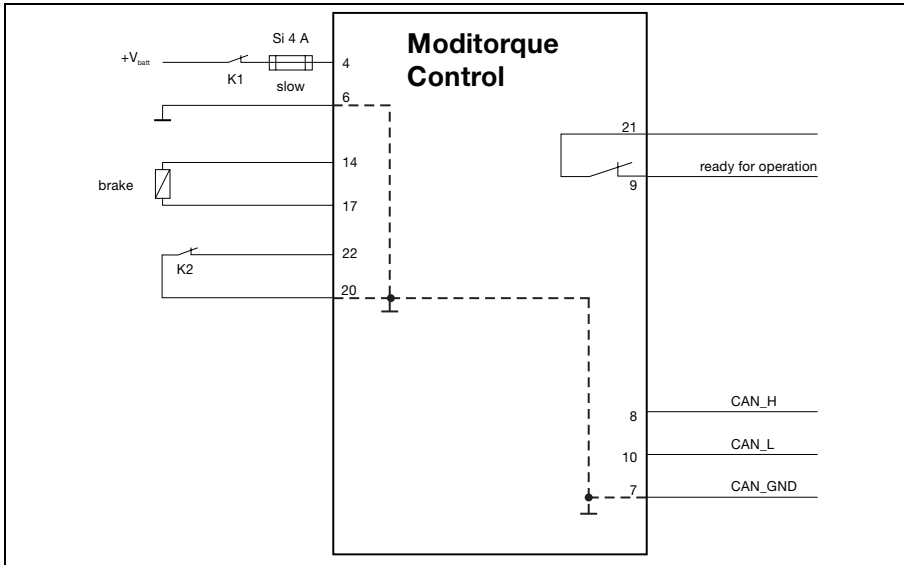 Moditorque
Control
Si 4 A
+Vbatt
K1
slow
4
6
14
brake
17
22
K2
20
21
ready for operation
9
CAN_H
8
CAN_L
10
CAN_GND
7